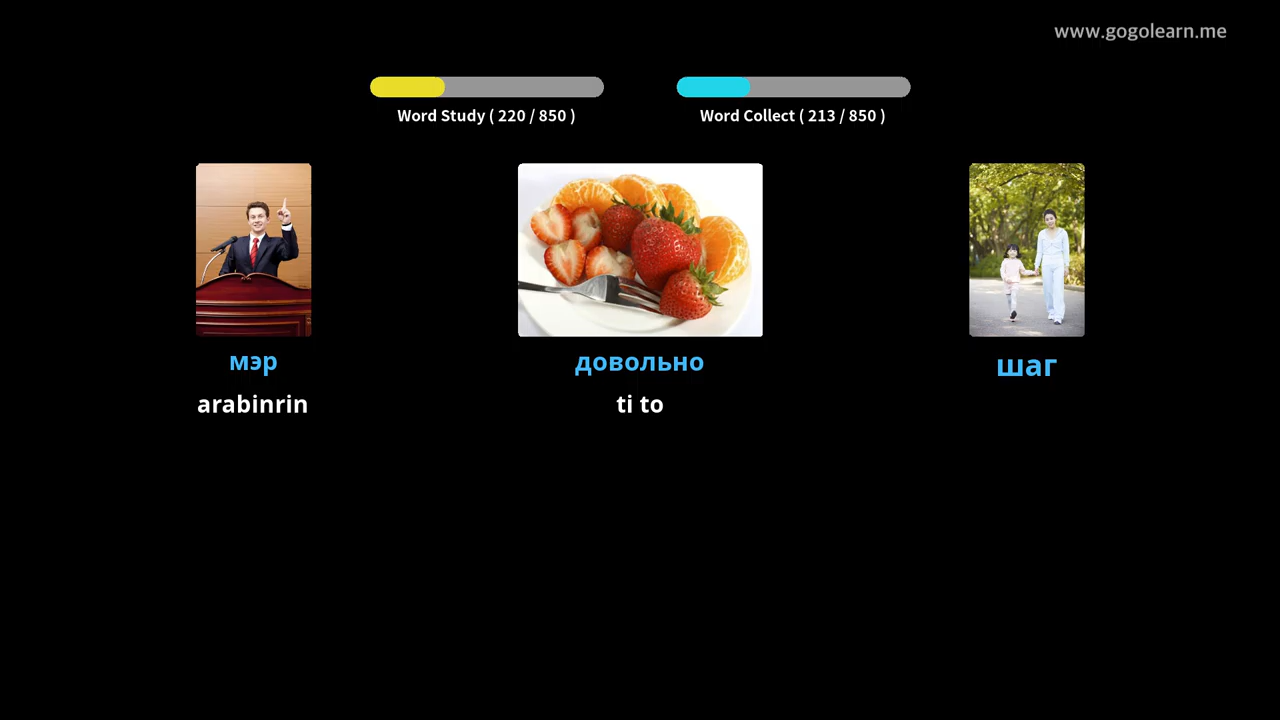 www.gogolearn.me
Word Study ( 220 / 850 )
Word Collect ( 213 / 850 )
мэр
довольно
шаг
arabinrin
ti to